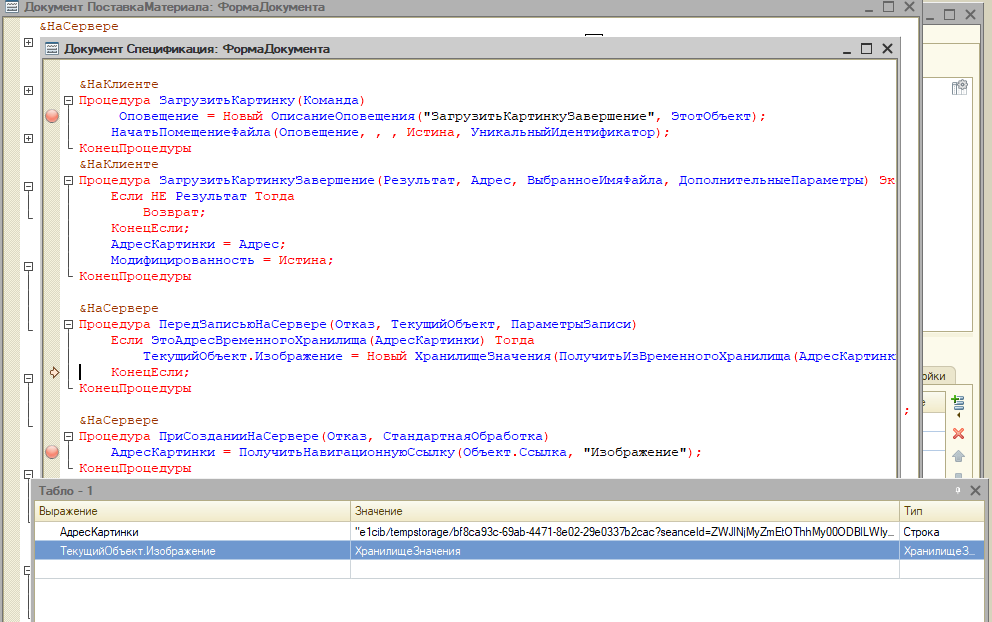 Документ ПоставкаМатериала: ФормаДокумента
&НаСервере
Документ Спецификация: ФормаДокумента
&НаКлиенте
Процедура ЗагрузитьКартинку(Команда)
Оповещение = Новый ОписаниеОповещения("ЗагрузитьКартинкуЗавершение", ЭтотОбъект);
НачатьПомещениеФайла(Оповещение, , , Истина, УникальныйИдентификатор);
КонецПроцедуры
&НаКлиенте
Процедура ЗагрузитьКартинкуЗавершение(Результат, Адрес, ВыбранноеИмяФайла, ДополнительныеПараметры) Эк
Если НЕ Результат Тогда
Возврат;
КонецЕсли;
АдресКартинки = Адрес;
Модифицированность = Истина;
КонецПроцедуры
&НаСервере
Процедура ПередЗаписьюНаСервере(Отказ, ТекущийОбъект, ПараметрыЗаписи)
Если ЭтоАдресВременногоХранилища(АдресКартинки) Тогда
ТекущийОбъект.Изображение = Новый ХранилищеЗначения(ПолучитьИзВременногоХранилища(АдресКартинк
КонецЕсли;
КонецПроцедуры
ойки
;
&НаСервере
Процедура ПриСозданииНаСервере(Отказ, СтандартнаяОбработка)
АдресКартинки = ПолучитьНавигационнуюСсылку(Объект.Ссылка, "Изображение");
КонецПроцедуры
Табло - 1
Выражение Значение Тип
АдресКартинки "e1cib/tempstorage/bf8ca93c-69ab-4471-8e02-29e0337b2cac?seanceId=ZWJlNjMyZmEtOThhMy00ODBlLWIy... Строка
ТекущийОбъект.Изображение ХранилищеЗначения ХранилищеЗ...